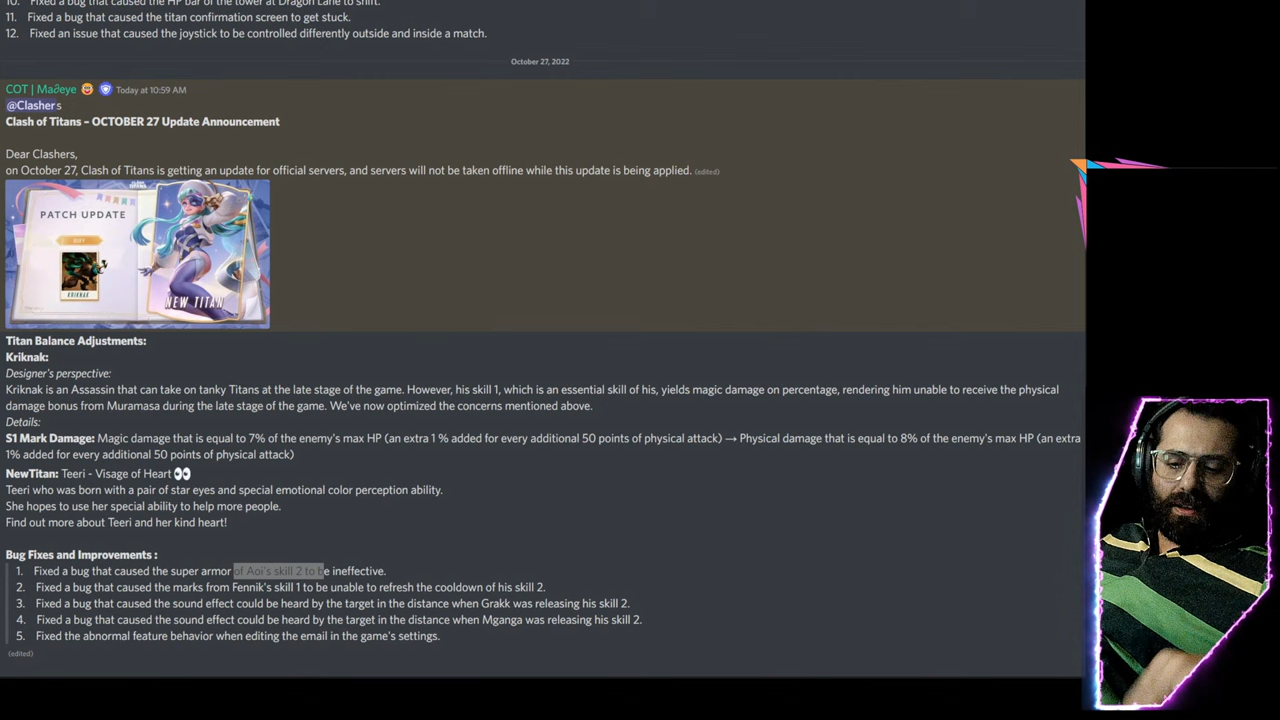 10. Fixed a bug that caused the HP bar of the tower at Dragon Lane to shift.
11. Fixed a bug that caused the titan confirmation screen to get stuck.
12. Fixed an issue that caused the joystick to be controlled differently outside and inside a match.
October 27, 2022
COT | Ma∂eye Today at 10:59 AM
@Clashers
Clash of Titans – OCTOBER 27 Update Announcement
Dear Clashers,
on October 27, Clash of Titans is getting an update for official servers, and servers will not be taken offline while this update is being applied. (edited)
PATCH UPDATE
BUFF
KRIKNAK
NEW TITAN
Titan Balance Adjustments:
Kriknak:
Designer's perspective:
Kriknak is an Assassin that can take on tanky Titans at the late stage of the game. However, his skill 1, which is an essential skill of his, yields magic damage on percentage, rendering him unable to receive the physical
damage bonus from Muramasa during the late stage of the game. We've now optimized the concerns mentioned above.
Details:
S1 Mark Damage: Magic damage that is equal to 7% of the enemy's max HP (an extra 1 % added for every additional 50 points of physical attack) → Physical damage that is equal to 8% of the enemy's max HP (an extra
1% added for every additional 50 points of physical attack)
NewTitan: Teeri - Visage of Heart 👀
Teeri who was born with a pair of star eyes and special emotional color perception ability.
She hopes to use her special ability to help more people.
Find out more about Teeri and her kind heart!
Bug Fixes and Improvements :
1. Fixed a bug that caused the super armor of Aoi's skill 2 to be ineffective.
2. Fixed a bug that caused the marks from Fennik's skill 1 to be unable to refresh the cooldown of his skill 2.
3. Fixed a bug that caused the sound effect could be heard by the target in the distance when Grakk was releasing his skill 2.
4. Fixed a bug that caused the sound effect could be heard by the target in the distance when Mganga was releasing his skill 2.
5. Fixed the abnormal feature behavior when editing the email in the game's settings.
(edited)